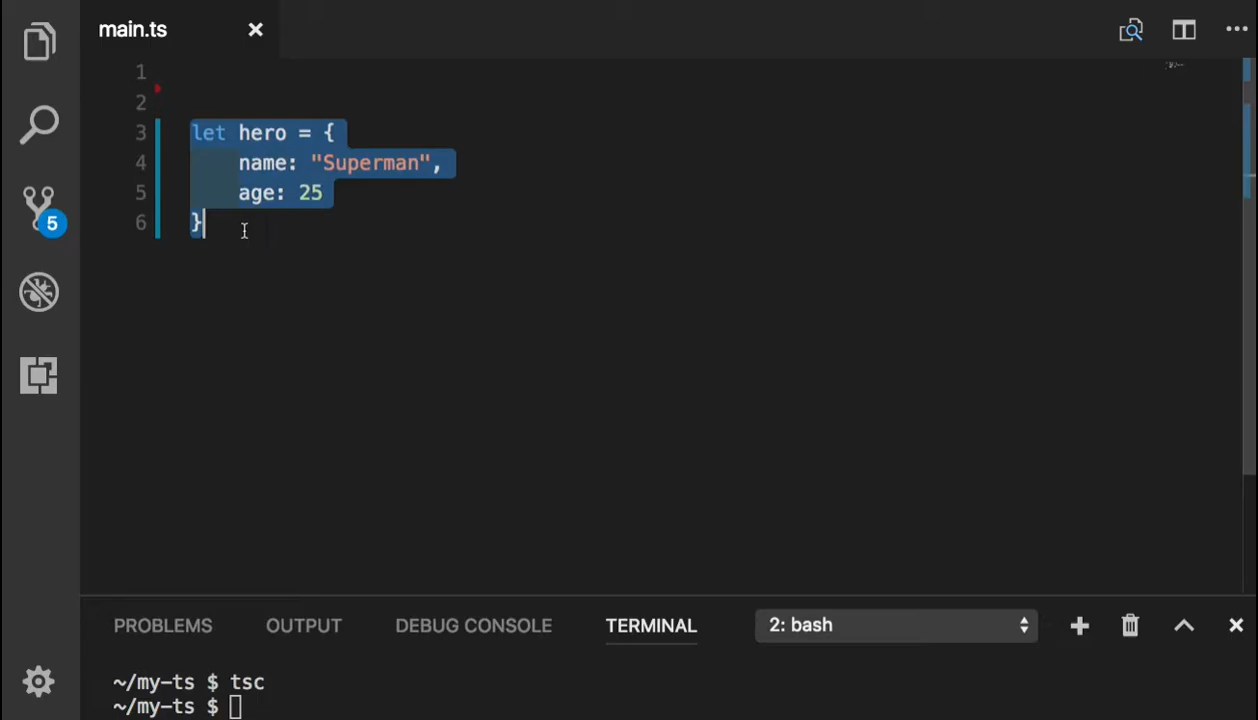 main.ts
1
2
3 let hero = {
4 name: "Superman",
5 age: 25
6 }
5
PROBLEMS OUTPUT DEBUG CONSOLE TERMINAL 2: bash
~/my-ts $ tsc
~/my-ts $